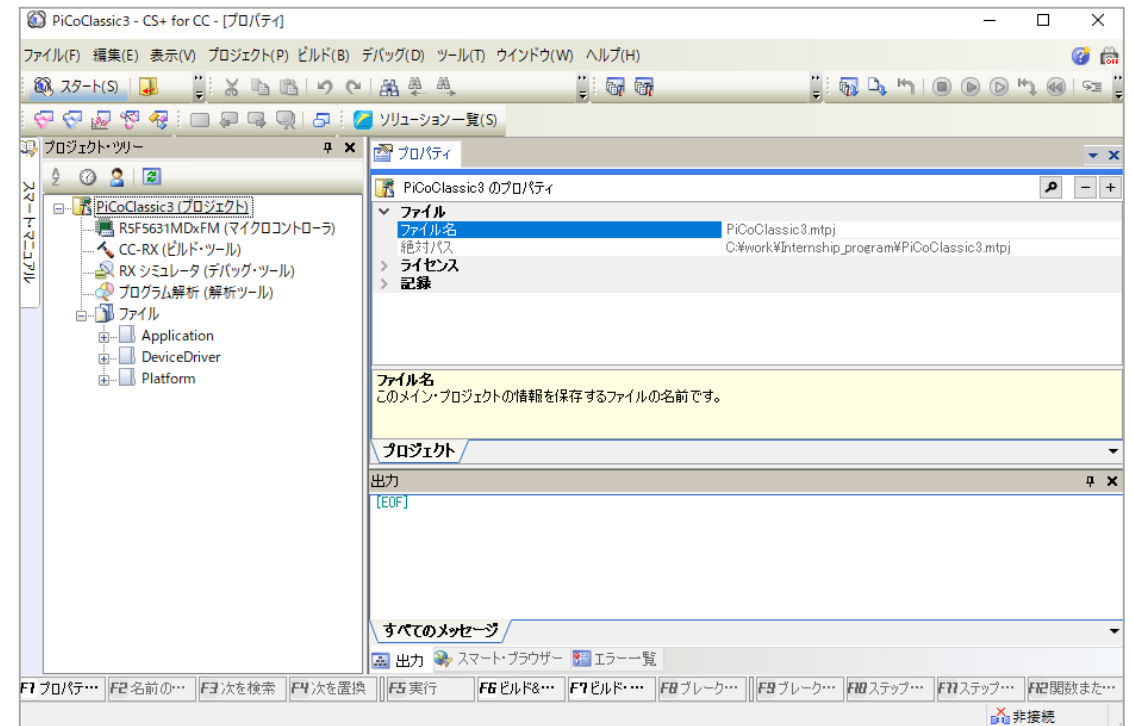 PiCoClassic3 - CS+ for CC - [プロパティ]
ファイル(F) 編集(E) 表示(V) プロジェクト(P) ビルド(B) デバッグ(D) ツール(T) ウインドウ(W) ヘルプ(H)
スタート(S)
ソリューション一覧(S)
プロジェクト・ツリー
スマート・マニュアル
PiCoClassic3 (プロジェクト)
R5F5631MDxFM (マイクロコントローラ)
CC-RX (ビルド・ツール)
RX シミュレータ (デバッグ・ツール)
プログラム解析 (解析ツール)
ファイル
Application
DeviceDriver
Platform
プロパティ
PiCoClassic3 のプロパティ
ファイル
ファイル名 PiCoClassic3.mtpj
絶対パス C:¥work¥Internship_program¥PiCoClassic3.mtpj
ライセンス
記録
ファイル名
このメイン・プロジェクトの情報を保存するファイルの名前です。
プロジェクト
出力
[EOF]
すべてのメッセージ
出力 スマート・ブラウザー エラー一覧
F1 プロパテ… F2 名前の… F3 次を検索 F4 次を置換 F5 実行 F6 ビルド&… F7 ビルド・… F8 ブレーク… F9 ブレーク… F10 ステップ… F11 ステップ… F12 関数また…
非接続